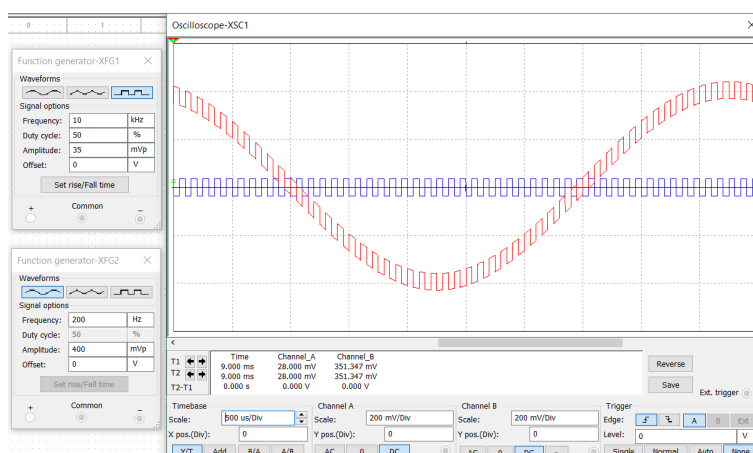 0
1
Oscilloscope-XSC1
Function generator-XFG1
Waveforms
Signal options
Frequency: 10 kHz
Duty cycle: 50 %
Amplitude: 35 mVp
Offset: 0 V
Set rise/Fall time
+ Common
Function generator-XFG2
Waveforms
Signal options
Frequency: 200 Hz
Duty cycle: 50 %
Amplitude: 400 mVp
Offset: 0 V
Set rise/Fall time
+ Common –
Time Channel_A Channel_B
T1 9.000 ms 28.000 mV 351.347 mV
T2 9.000 ms 28.000 mV 351.347 mV
T2-T1 0.000 s 0.000 V 0.000 V
Reverse
Save
Ext. trigger
Timebase
Scale: 500 us/Div
X pos.(Div): 0
Y/T Add B/A A/B
Channel A
Scale: 200 mV/Div
Y pos.(Div): 0
AC 0 DC
Channel B
Scale: 200 mV/Div
Y pos.(Div): 0
AC 0 DC -
Trigger
Edge: A B Ext
Level: 0 V
Single Normal Auto None